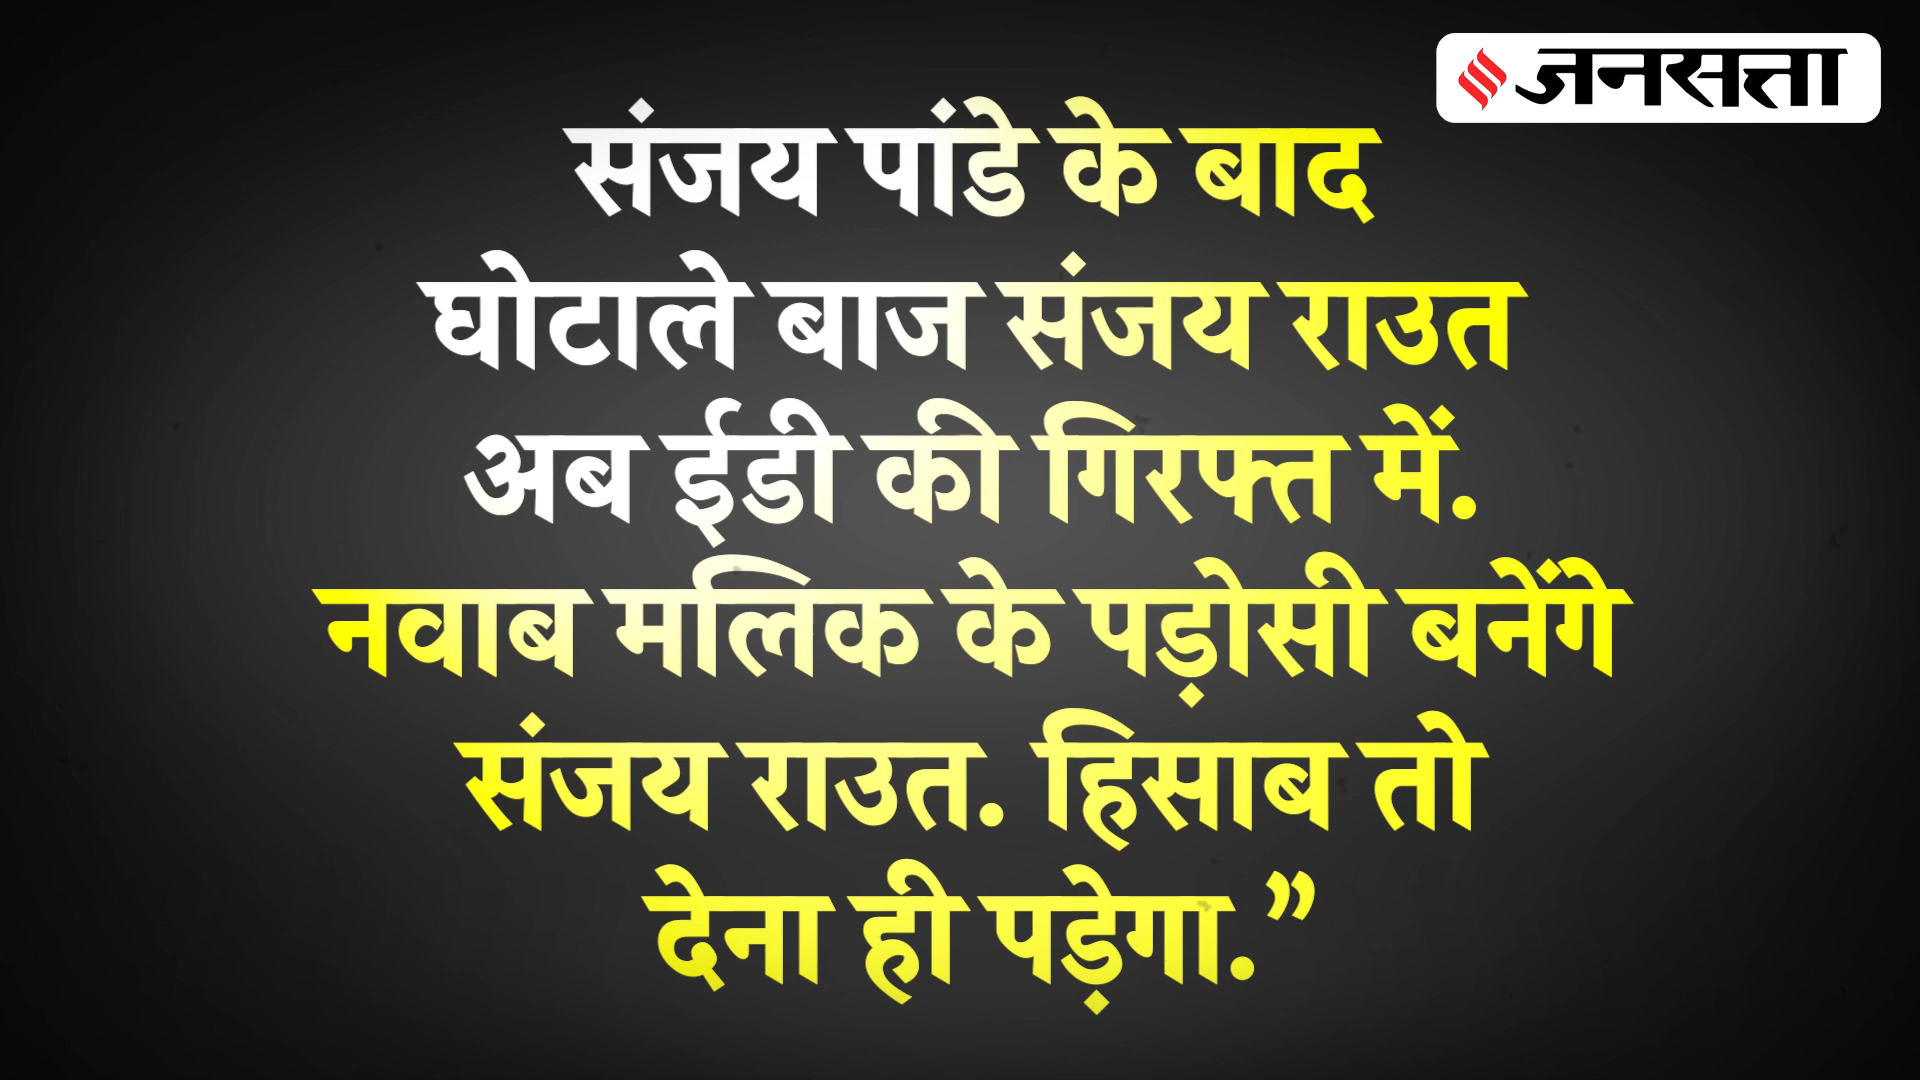 जनसत्ता
संजय पांडे के बाद
घोटाले बाज संजय राउत
अब ईडी की गिरफ्त में.
नवाब मलिक के पड़ोसी बनेंगे
संजय राउत. हिसाब तो
देना ही पड़ेगा.”